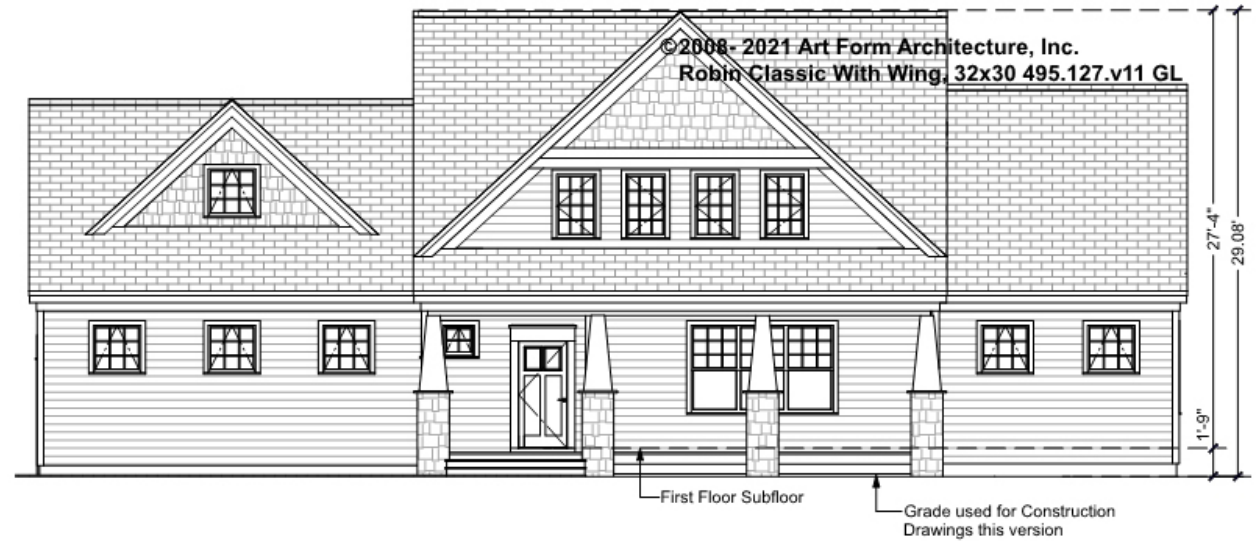 ©2008- 2021 Art Form Architecture, Inc.
Robin Classic With Wing, 32x30 495.127.v11 GL
27'-4"
29.08'
1'-9"
First Floor Subfloor
Grade used for Construction
Drawings this version